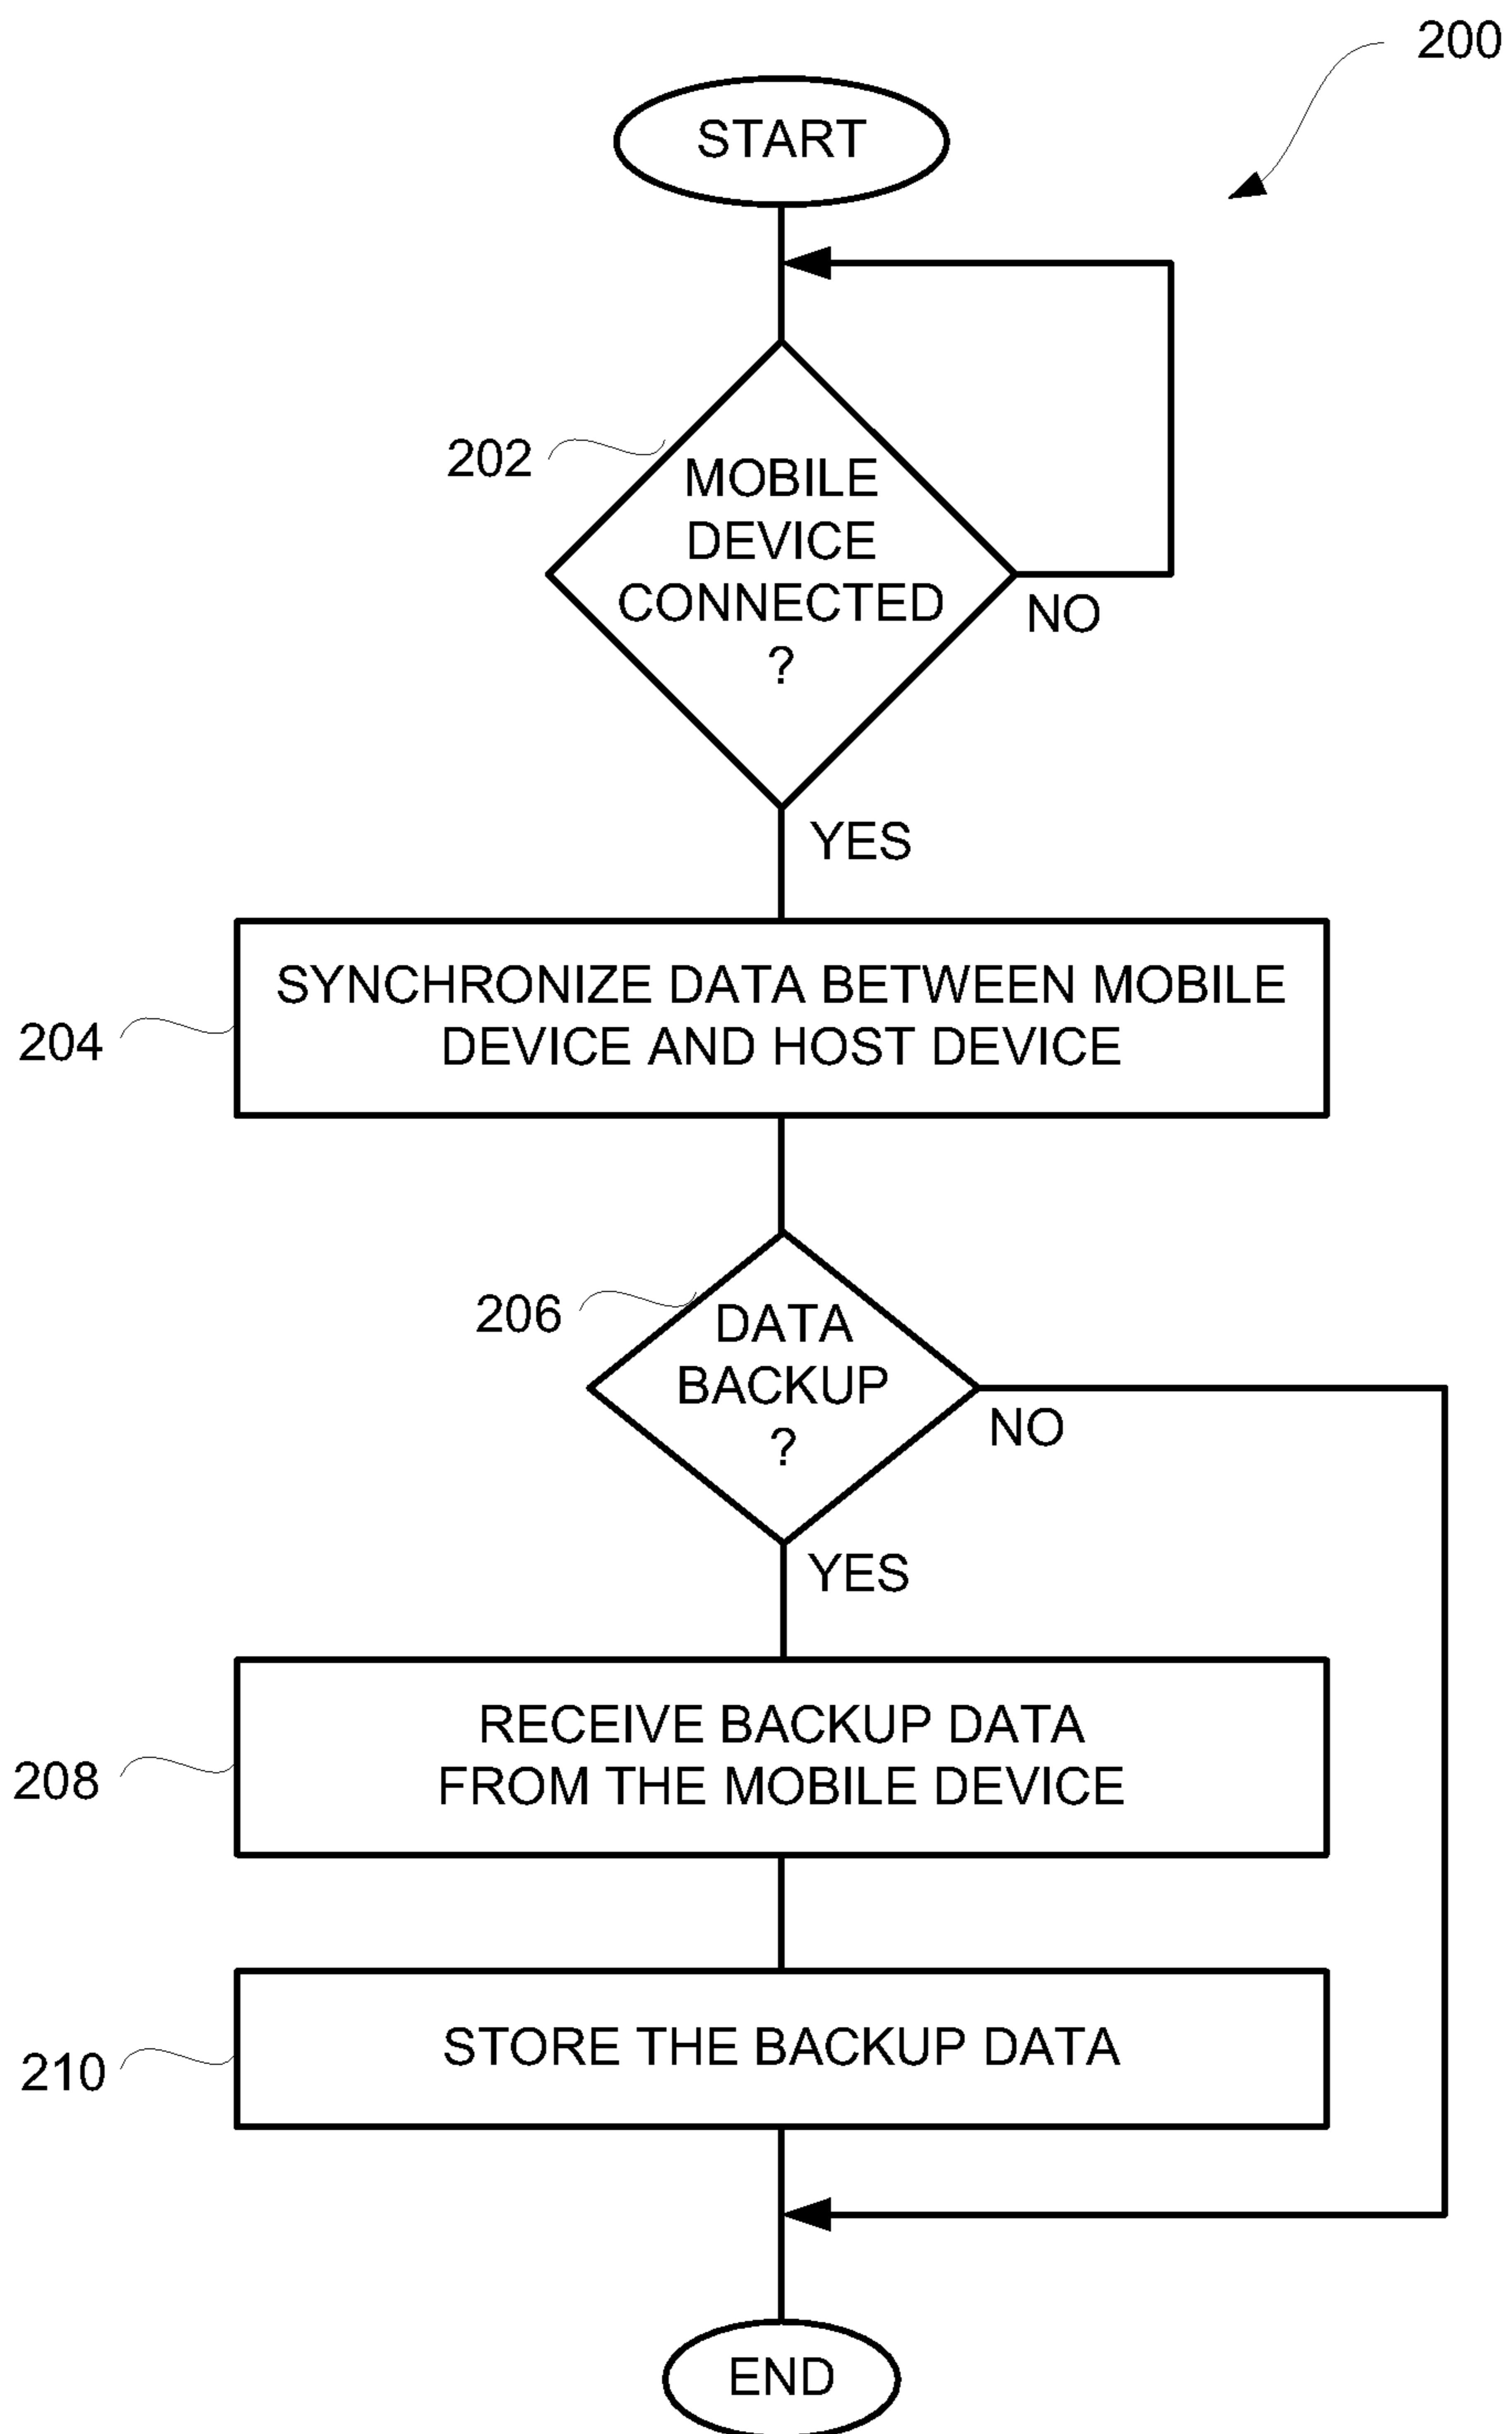 200
START
202
MOBILE
DEVICE
CONNECTED
?
NO
YES
204
SYNCHRONIZE DATA BETWEEN MOBILE
DEVICE AND HOST DEVICE
206
DATA
BACKUP
?
NO
YES
208
RECEIVE BACKUP DATA
FROM THE MOBILE DEVICE
210
STORE THE BACKUP DATA
END